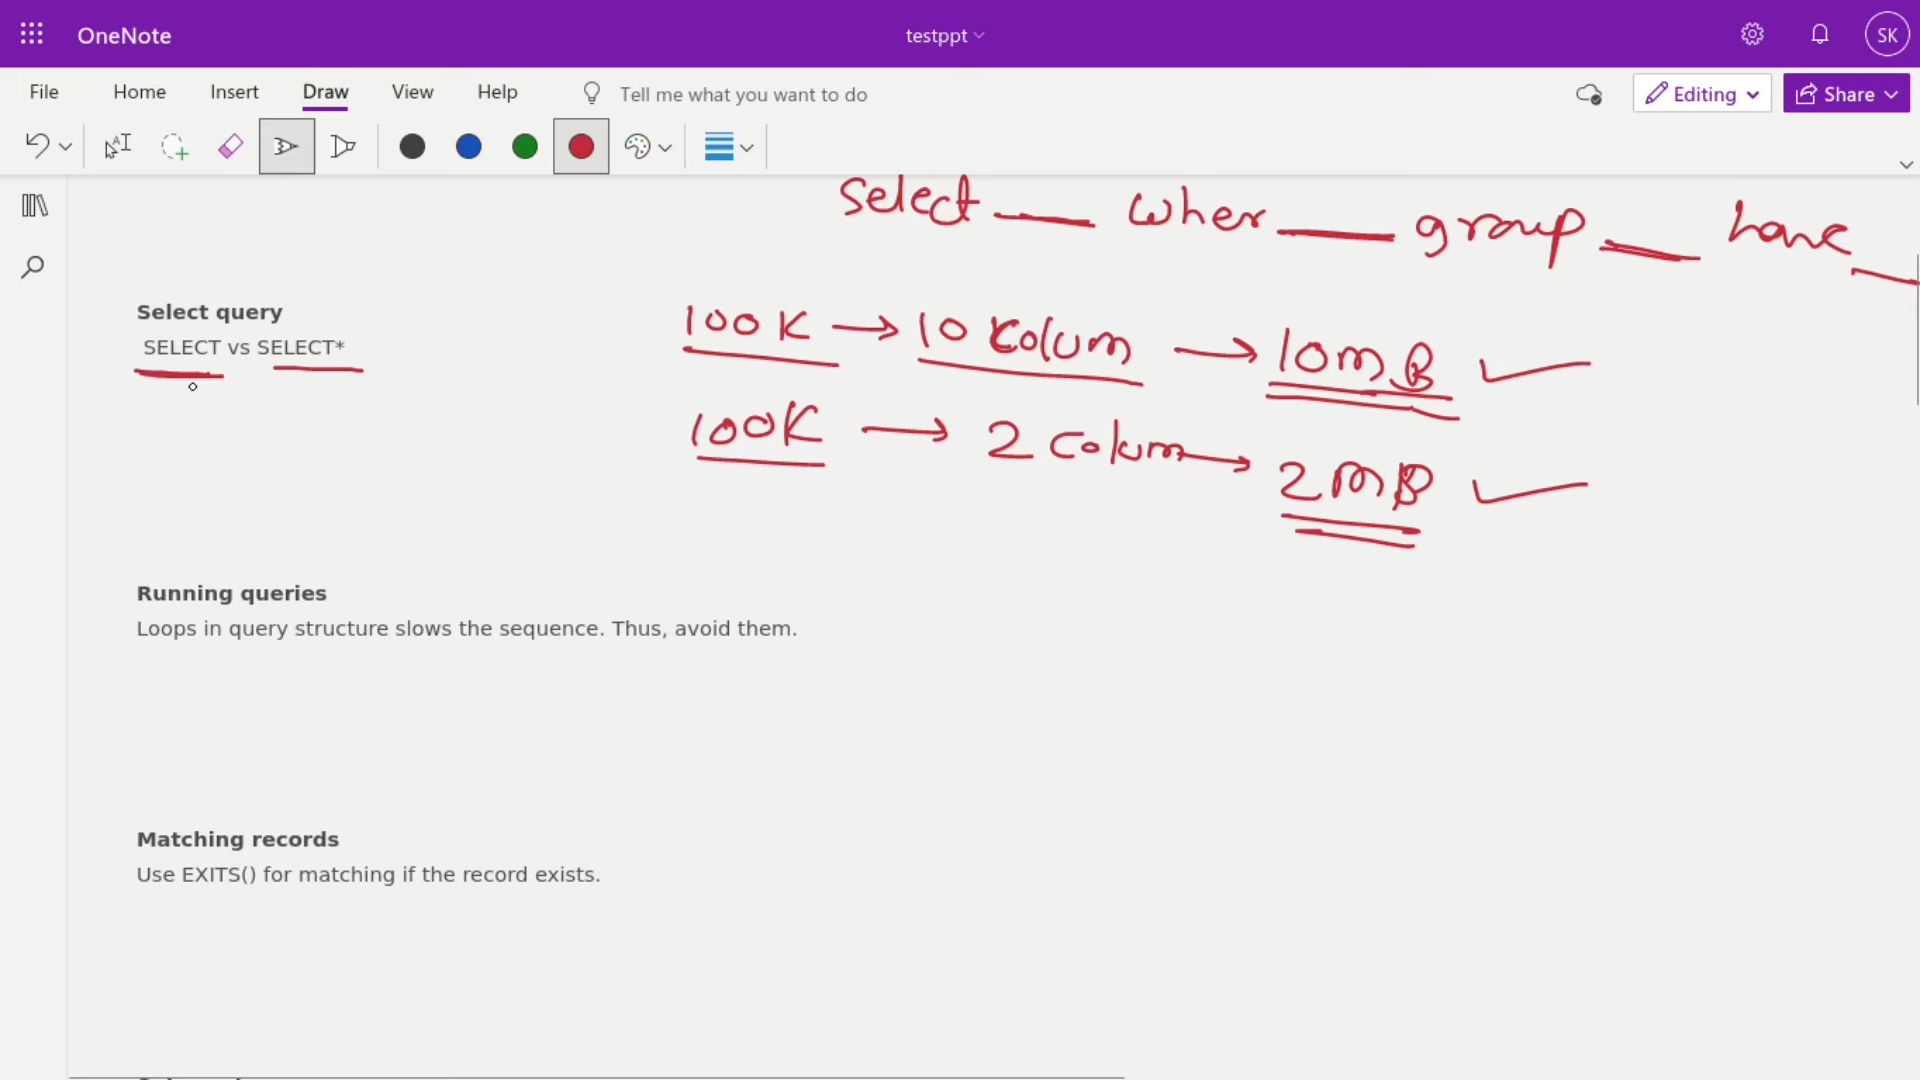 OneNote testppt SK
File Home Insert Draw View Help Tell me what you want to do Editing Share
select wher group have
Select query
SELECT vs SELECT*
100K → 10 Colum → 10mB
100K → 2 Colum → 2mB
Running queries
Loops in query structure slows the sequence. Thus, avoid them.
Matching records
Use EXITS() for matching if the record exists.